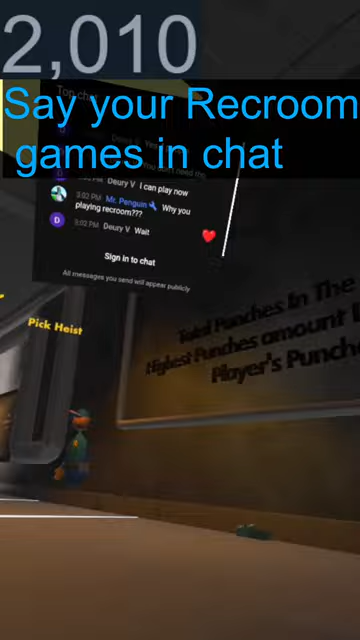 2,010
Say your Recroom
games in chat
Top chat
Deury V I can play now
3:02 PM Mr. Penguin Why you
playing recroom???
3:02 PM Deury V Wait
Sign in to chat
All messages you send will appear publicly
Pick Heist
Total Punches In The
Highest Punches amount
Player's Punch